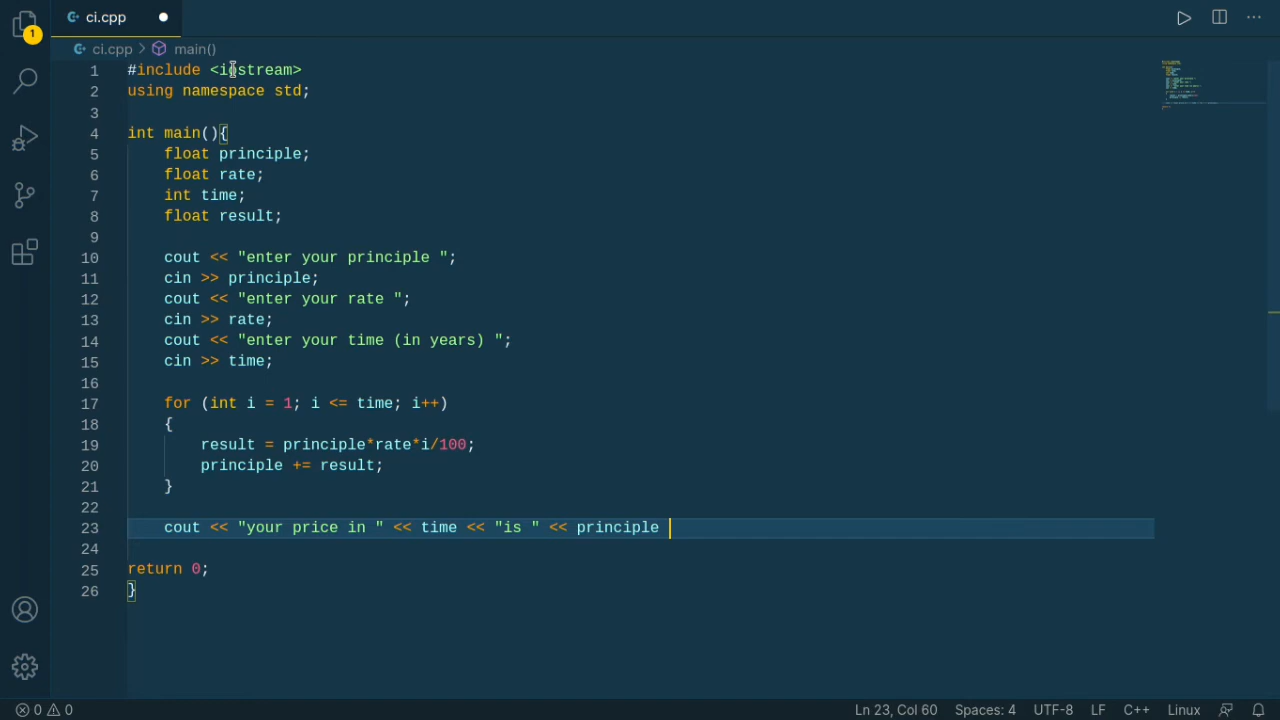 ci.cpp
1
ci.cpp > main()
1 #include <iostream>
2 using namespace std;
3
4 int main(){
5 float principle;
6 float rate;
7 int time;
8 float result;
9
10 cout << "enter your principle ";
11 cin >> principle;
12 cout << "enter your rate ";
13 cin >> rate;
14 cout << "enter your time (in years) ";
15 cin >> time;
16
17 for (int i = 1; i <= time; i++)
18 {
19 result = principle*rate*i/100;
20 principle += result;
21 }
22
23 cout << "your price in " << time << "is " << principle
24
25 return 0;
26 }
0 0 Ln 23, Col 60 Spaces: 4 UTF-8 LF C++ Linux